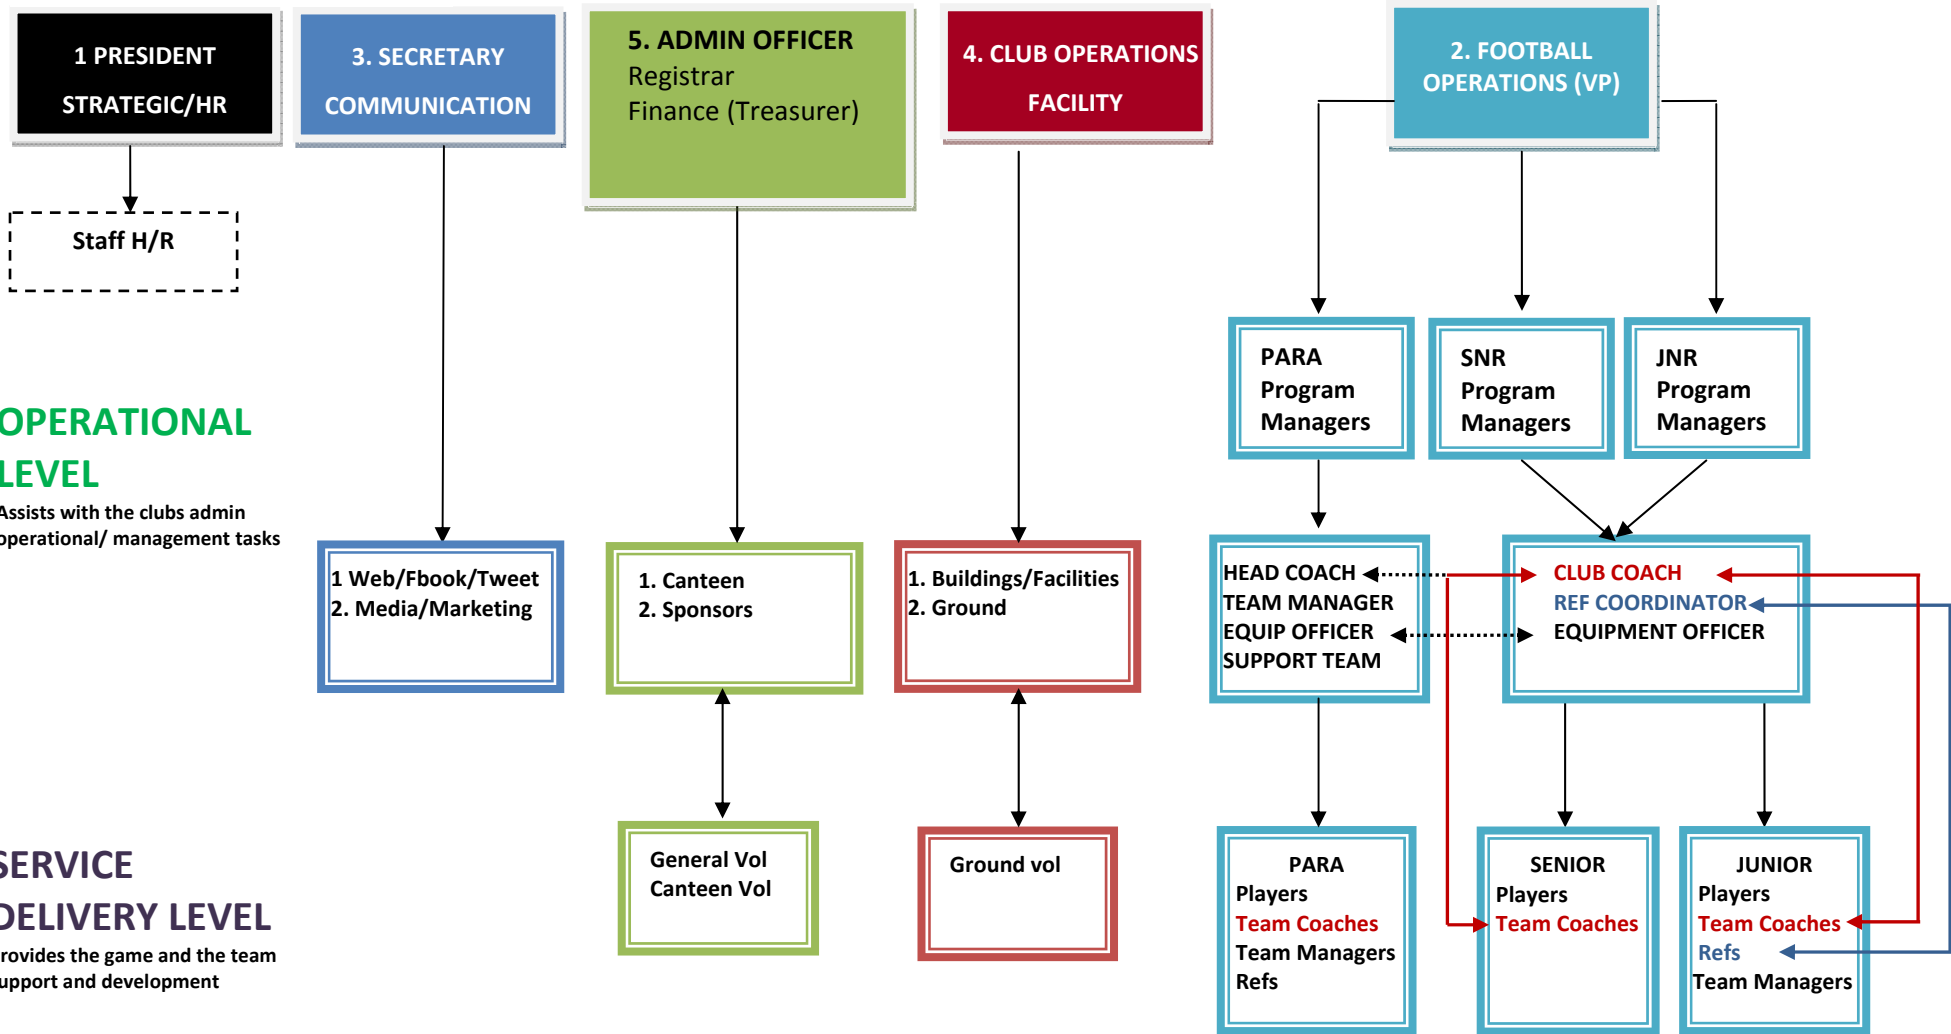 1 PRESIDENT
STRATEGIC/HR
3. SECRETARY
COMMUNICATION
5. ADMIN OFFICER
Registrar
Finance (Treasurer)
4. CLUB OPERATIONS
FACILITY
2. FOOTBALL
OPERATIONS (VP)
Staff H/R
PARA
Program
Managers
SNR
Program
Managers
JNR
Program
Managers
OPERATIONAL
LEVEL
Assists with the clubs admin
operational/ management tasks
1 Web/Fbook/Tweet
2. Media/Marketing
1. Canteen
2. Sponsors
1. Buildings/Facilities
2. Ground
HEAD COACH
TEAM MANAGER
EQUIP OFFICER
SUPPORT TEAM
CLUB COACH
REF COORDINATOR
EQUIPMENT OFFICER
SERVICE
DELIVERY LEVEL
rovides the game and the team
upport and development
General Vol
Canteen Vol
Ground vol
PARA
Players
Team Coaches
Team Managers
Refs
SENIOR
Players
Team Coaches
JUNIOR
Players
Team Coaches
Refs
Team Managers